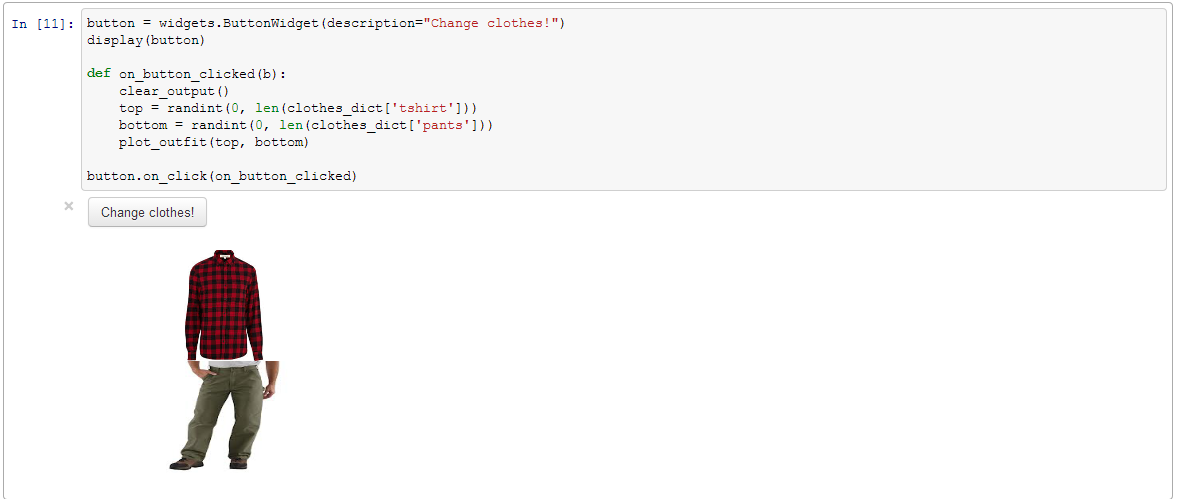 In [11]: button = widgets.ButtonWidget(description="Change clothes!")
display(button)
def on_button_clicked(b):
    clear_output()
    top = randint(0, len(clothes_dict['tshirt']))
    bottom = randint(0, len(clothes_dict['pants']))
    plot_outfit(top, bottom)
button.on_click(on_button_clicked)
Change clothes!